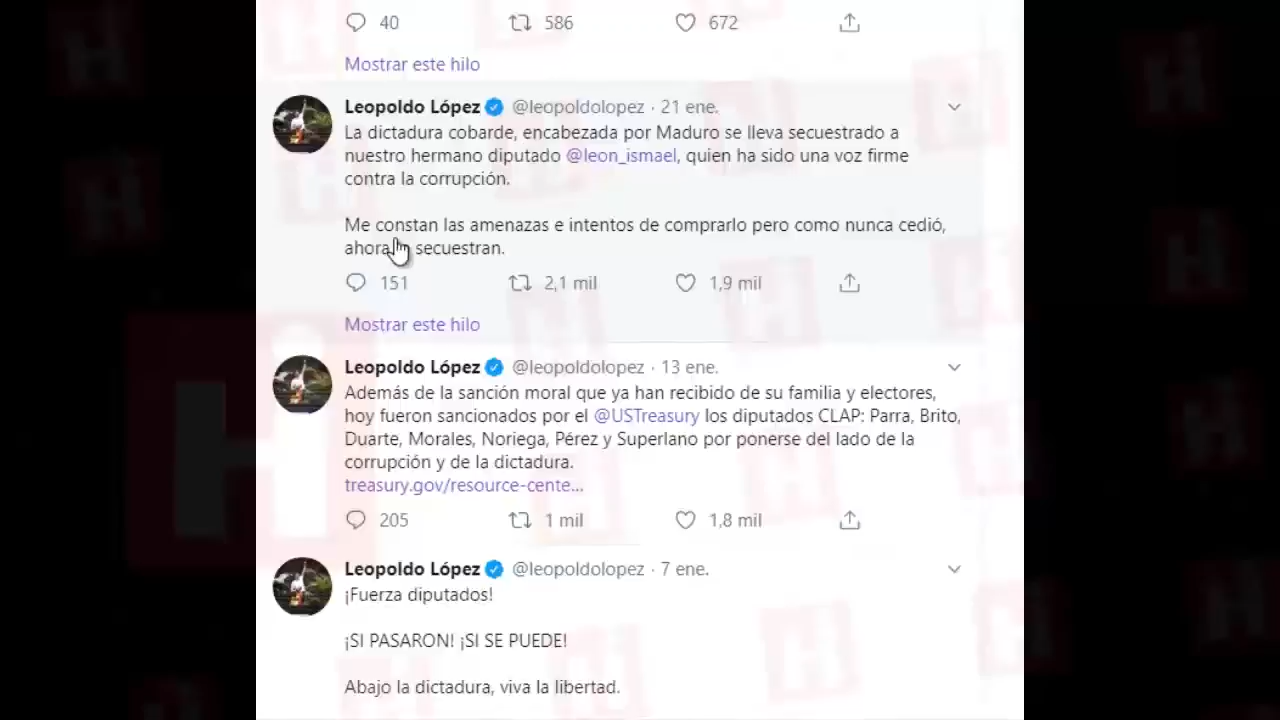 40 586 672
Mostrar este hilo
Leopoldo López @leopoldolopez · 21 ene.
La dictadura cobarde, encabezada por Maduro se lleva secuestrado a
nuestro hermano diputado @leon_ismael, quien ha sido una voz firme
contra la corrupción.
Me constan las amenazas e intentos de comprarlo pero como nunca cedió,
ahora secuestran.
151 2,1 mil 1,9 mil
Mostrar este hilo
Leopoldo López @leopoldolopez · 13 ene.
Además de la sanción moral que ya han recibido de su familia y electores,
hoy fueron sancionados por el @USTreasury los diputados CLAP: Parra, Brito,
Duarte, Morales, Noriega, Pérez y Superlano por ponerse del lado de la
corrupción y de la dictadura.
treasury.gov/resource-cente...
205 1 mil 1,8 mil
Leopoldo López @leopoldolopez · 7 ene.
¡Fuerza diputados!
¡SI PASARON! ¡SI SE PUEDE!
Abajo la dictadura, viva la libertad.